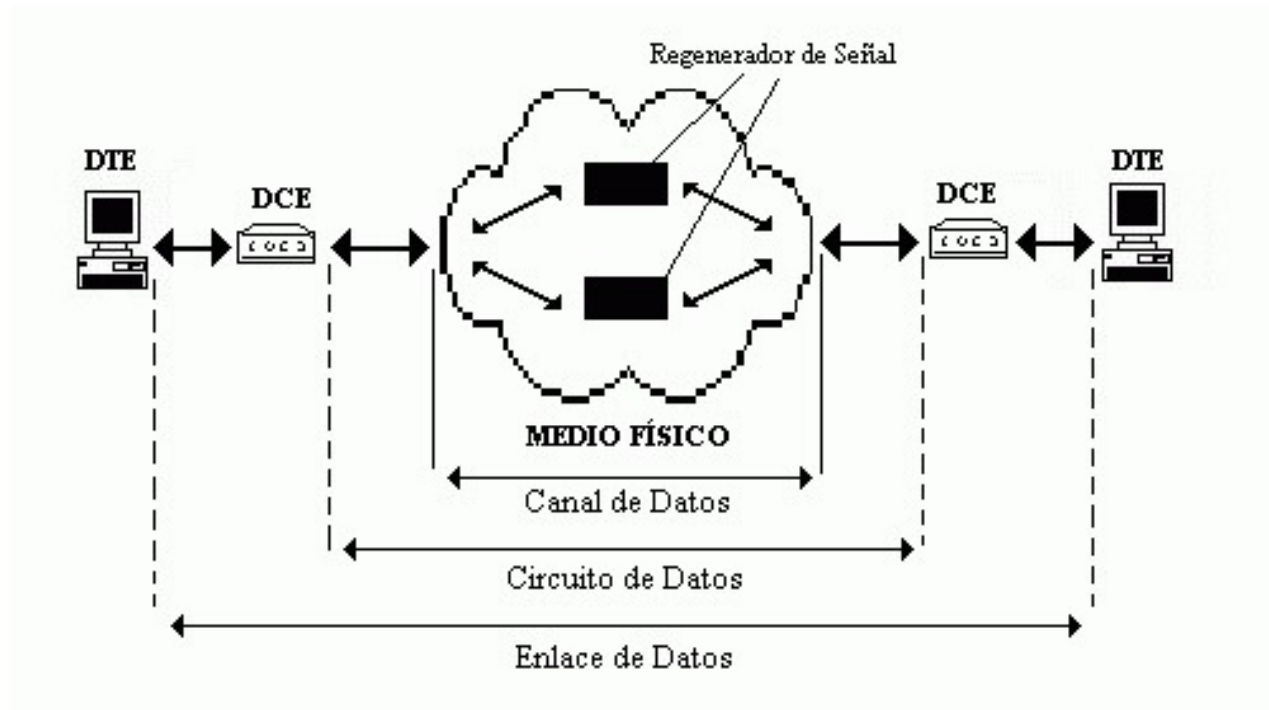 Regenerador de Señal
DTE
DTE
DCE
DCE
MEDIO FÍSICO
Canal de Datos
Circuito de Datos
Enlace de Datos